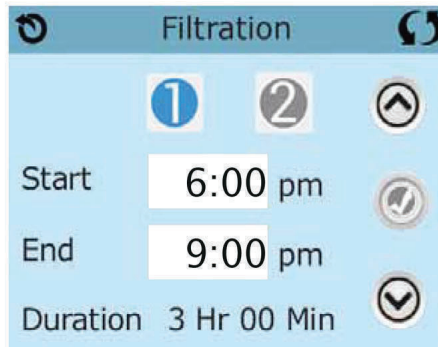 Filtration
1 2
Start 6:00 pm
End 9:00 pm
Duration 3 Hr 00 Min